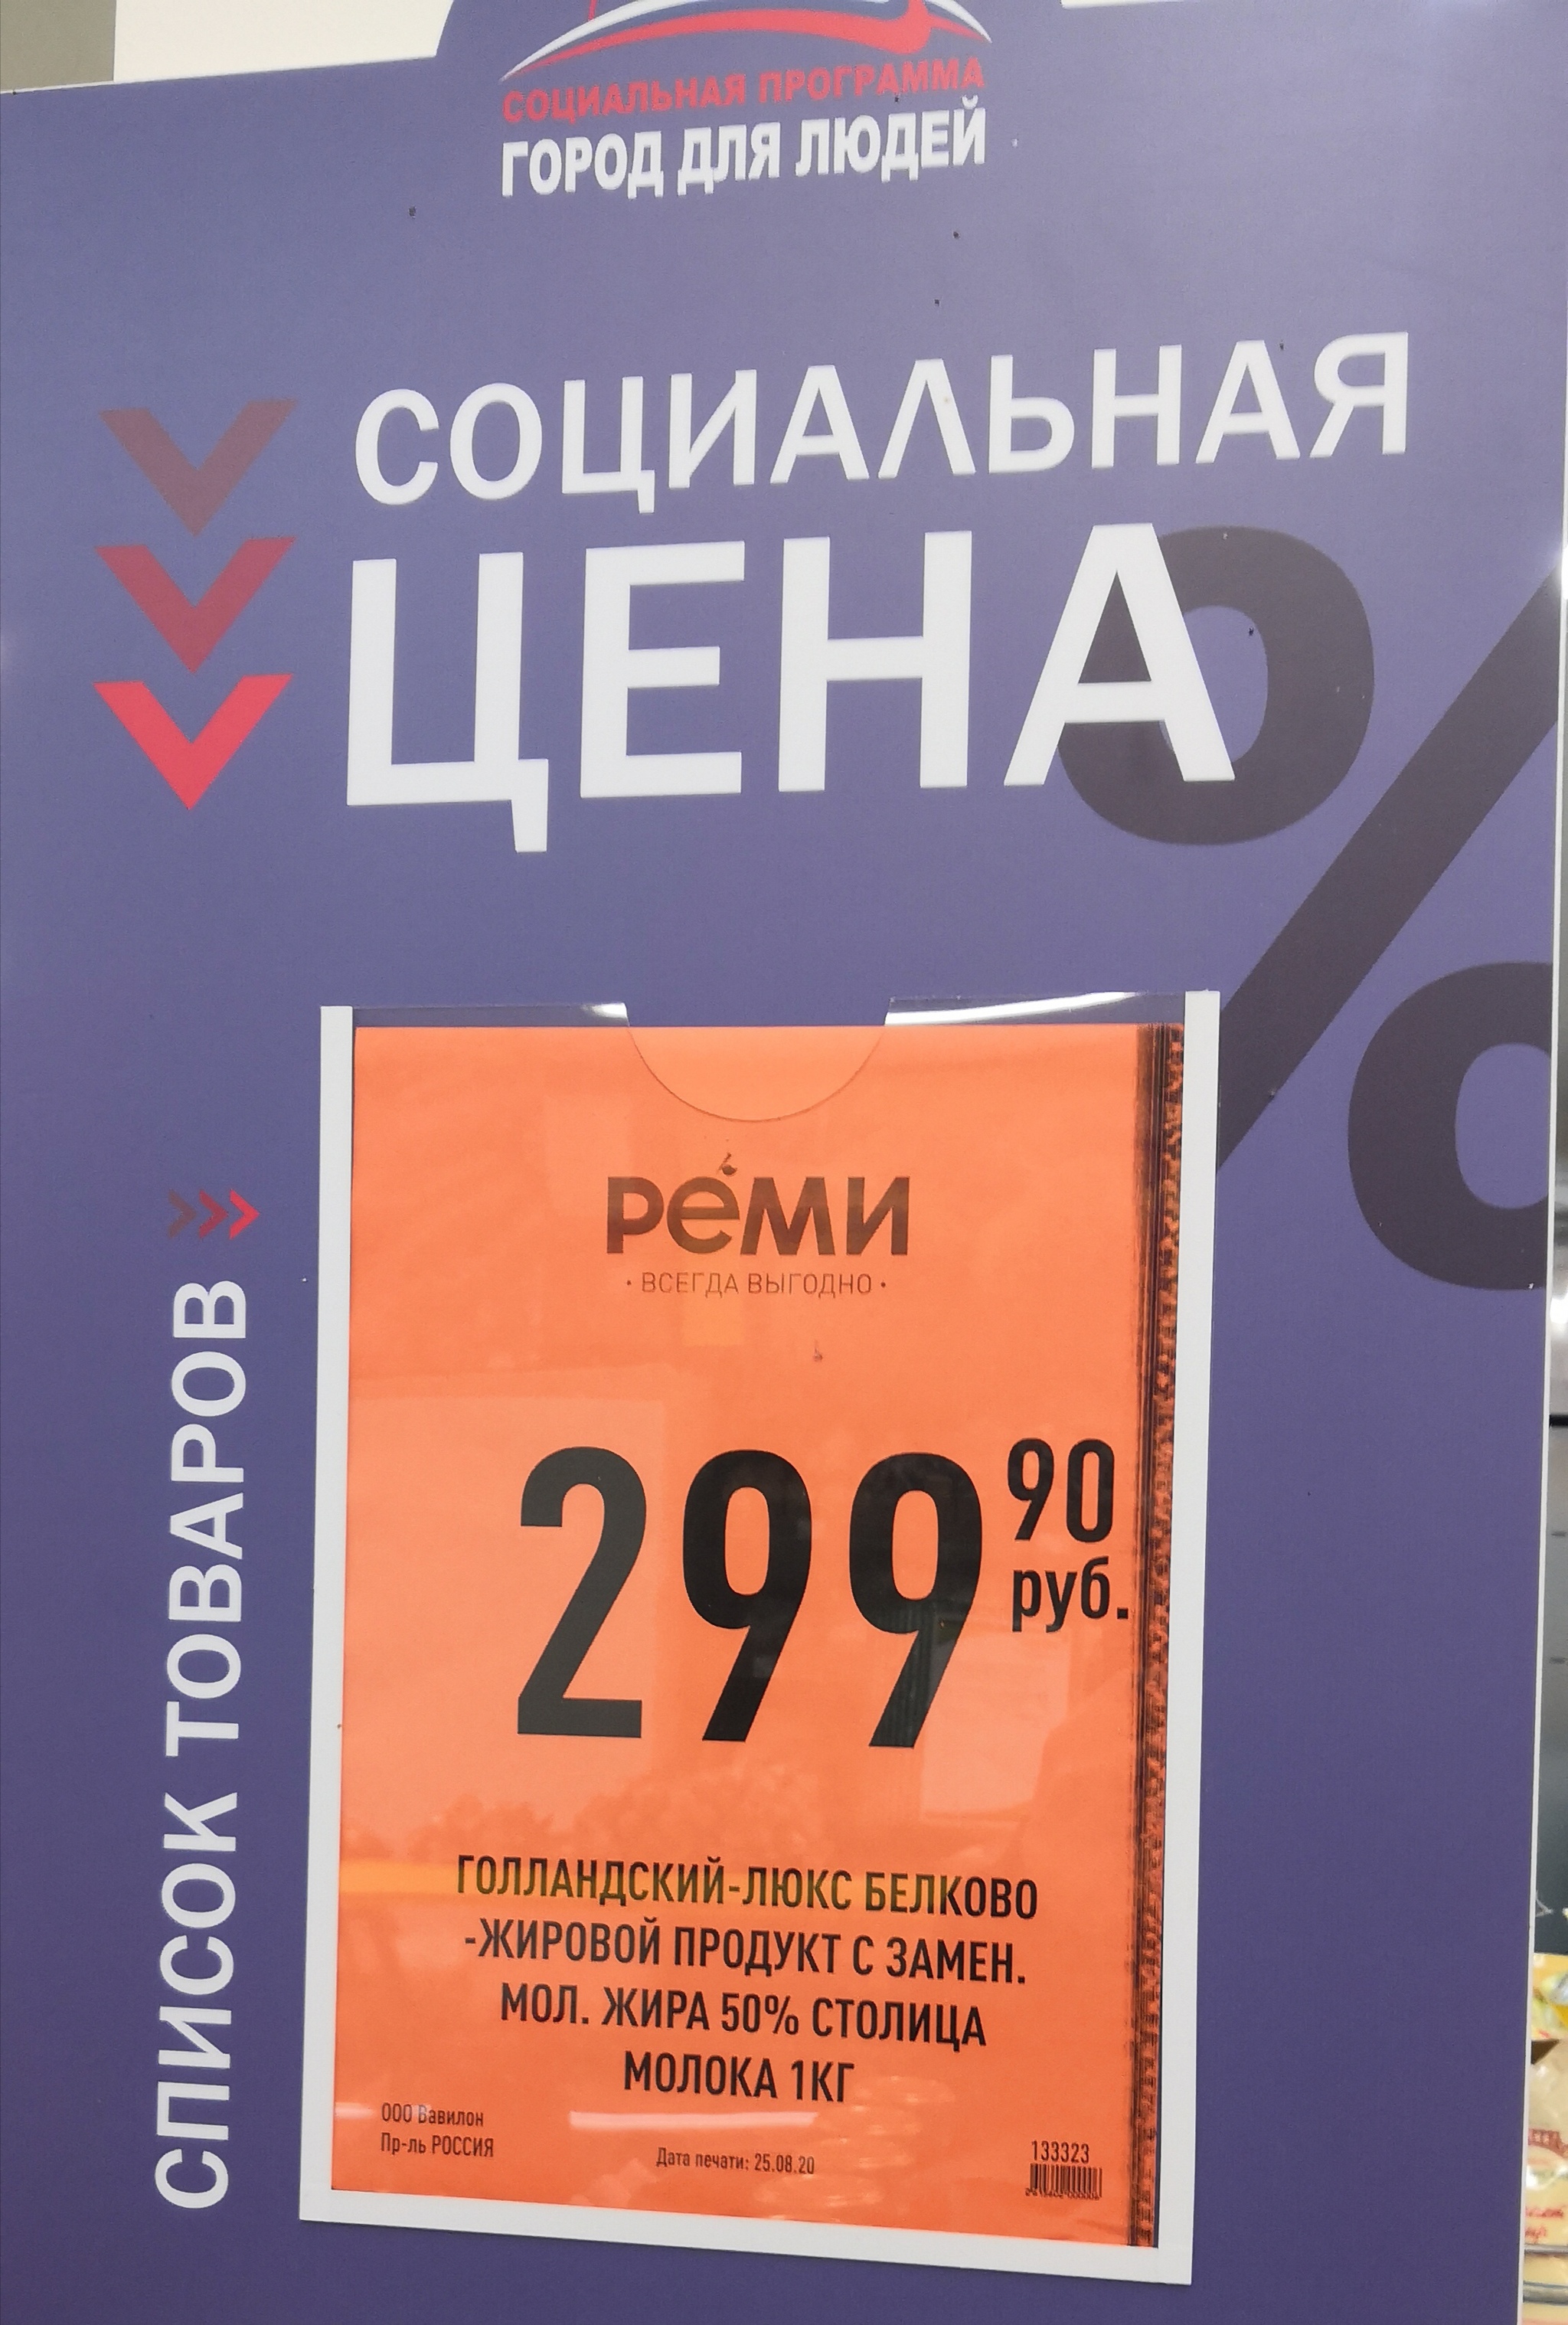 СОЦИАЛЬНАЯ ПРОГРАММА
ГОРОД ДЛЯ ЛЮДЕЙ
СОЦИАЛЬНАЯ
ЦЕНА
СПИСОК ТОВАРОВ
РЕМИ
• ВСЕГДА ВЫГОДНО •
299 90
руб.
ГОЛЛАНДСКИЙ-ЛЮКС БЕЛКОВО
-ЖИРОВОЙ ПРОДУКТ С ЗАМЕН.
МОЛ. ЖИРА 50% СТОЛИЦА
МОЛОКА 1КГ
ООО Вавилон
Пр-ль РОССИЯ
Дата печати: 25.08.20
133323